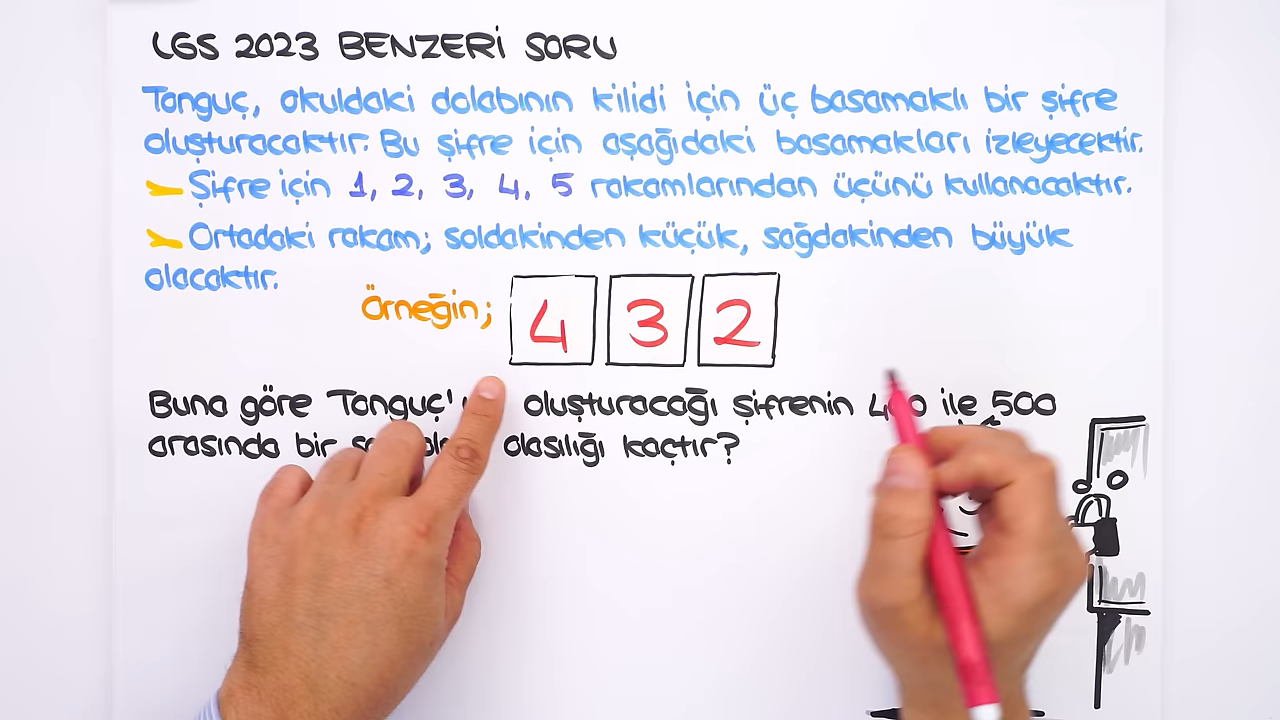 LGS 2023 BENZERİ SORU
Tonguç, okuldaki dolabının kilidi için üç basamaklı bir şifre
oluşturacaktır. Bu şifre için aşağıdaki basamakları izleyecektir.
Şifre için 1, 2, 3, 4, 5 rakamlarından üçünü kullanacaktır.
Ortadaki rakam; soldakinden küçük, sağdakinden büyük
olacaktır.
Örneğin; 4 3 2
Buna göre Tonguç' oluşturacağı şifrenin 400 ile 500
arasında bir olasılığı kaçtır?